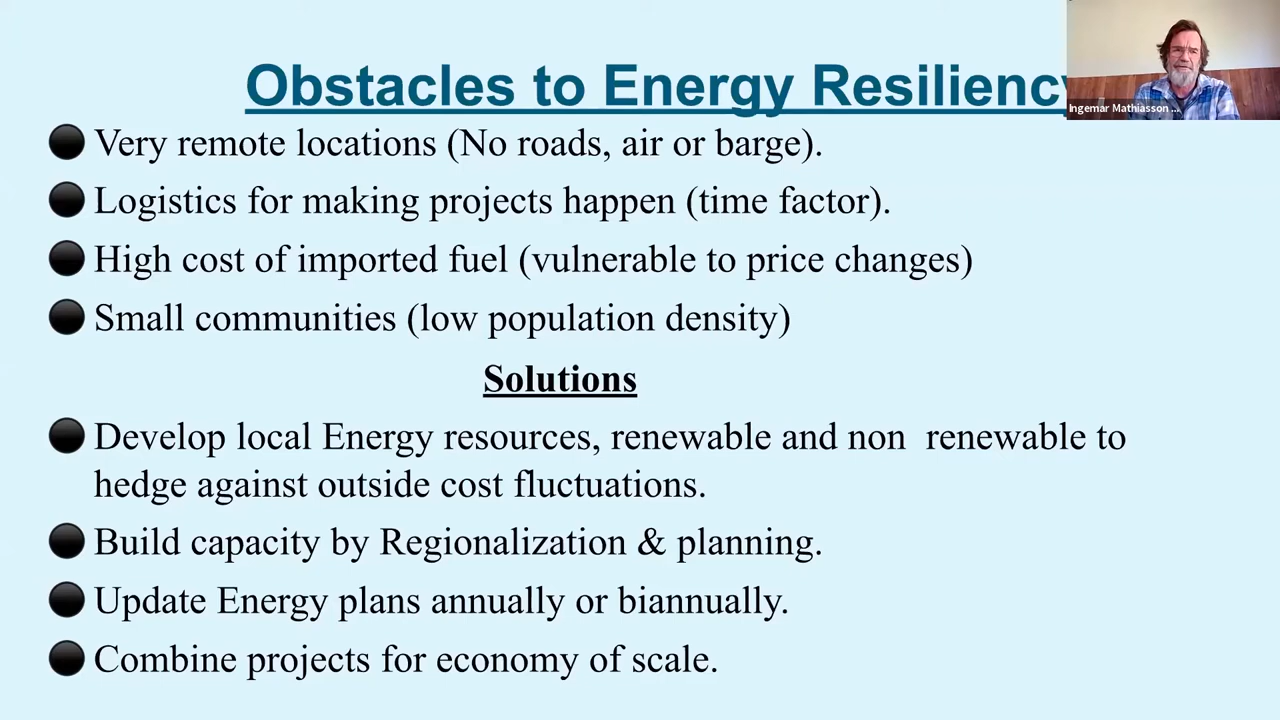 Obstacles to Energy Resiliency
Ingemar Mathiasson ...
Very remote locations (No roads, air or barge).
Logistics for making projects happen (time factor).
High cost of imported fuel (vulnerable to price changes)
Small communities (low population density)
Solutions
Develop local Energy resources, renewable and non  renewable to
hedge against outside cost fluctuations.
Build capacity by Regionalization & planning.
Update Energy plans annually or biannually.
Combine projects for economy of scale.